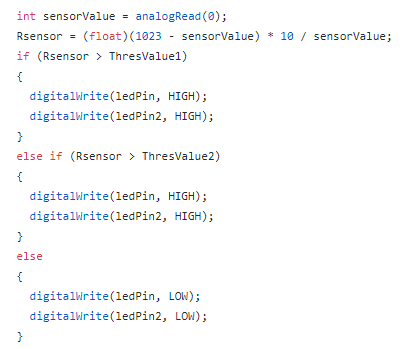 int sensorValue = analogRead(0);
Rsensor = (float)(1023 - sensorValue) * 10 / sensorValue;
if (Rsensor > ThresValue1)
{
  digitalWrite(ledPin, HIGH);
  digitalWrite(ledPin2, HIGH);
}
else if (Rsensor > ThresValue2)
{
  digitalWrite(ledPin, HIGH);
  digitalWrite(ledPin2, HIGH);
}
else
{
  digitalWrite(ledPin, LOW);
  digitalWrite(ledPin2, LOW);
}